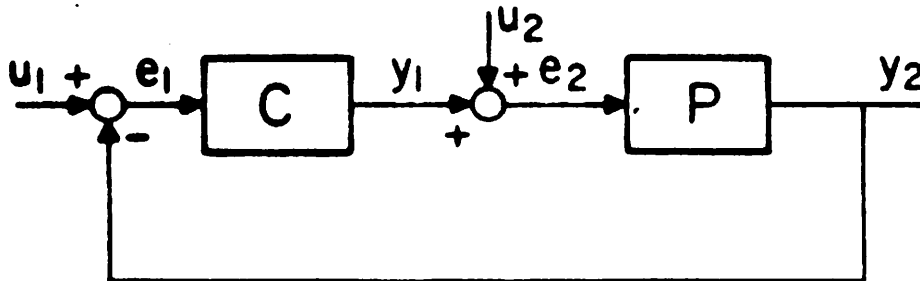 u₂
u₁ + e₁ C y₁ + e₂ P y₂
- +